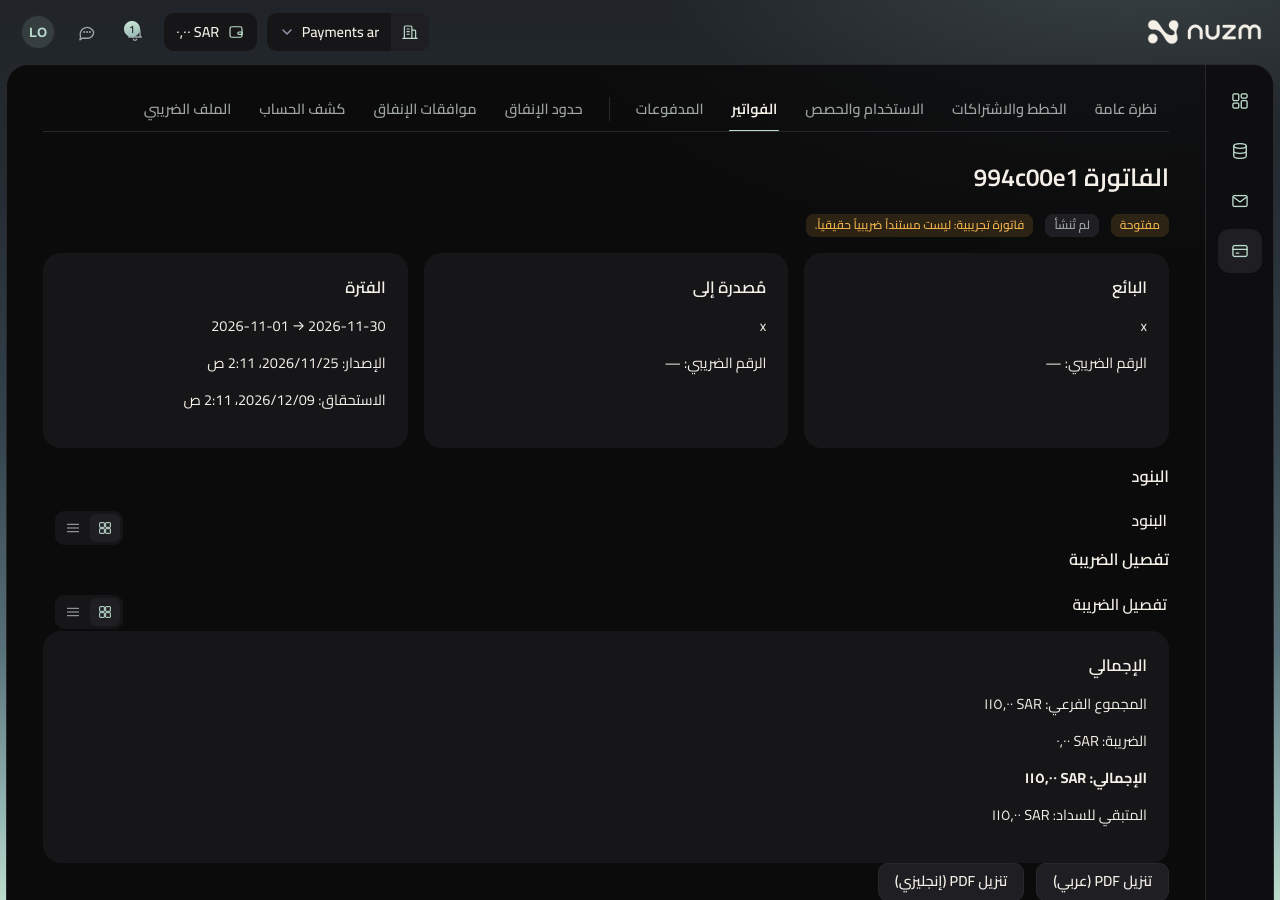 nuzm
Payments ar
٠٫٠٠ SAR
1
LO
نظرة عامة
الخطط والاشتراكات
الاستخدام والحصص
الفواتير
المدفوعات
حدود الإنفاق
موافقات الإنفاق
كشف الحساب
الملف الضريبي
الفاتورة 994c00e1
مفتوحة
لم تُنشأ
فاتورة تجريبية: ليست مستنداً ضريبياً حقيقياً.
البائع
x
الرقم الضريبي: —
مُصدرة إلى
x
الرقم الضريبي: —
الفترة
2026-11-01 → 2026-11-30
الإصدار: 2026/11/25، 2:11 ص
الاستحقاق: 2026/12/09، 2:11 ص
البنود
البنود
تفصيل الضريبة
تفصيل الضريبة
الإجمالي
المجموع الفرعي: ١١٥٫٠٠ SAR
الضريبة: ٠٫٠٠ SAR
الإجمالي: ١١٥٫٠٠ SAR
المتبقي للسداد: ١١٥٫٠٠ SAR
تنزيل PDF (عربي)
تنزيل PDF (إنجليزي)